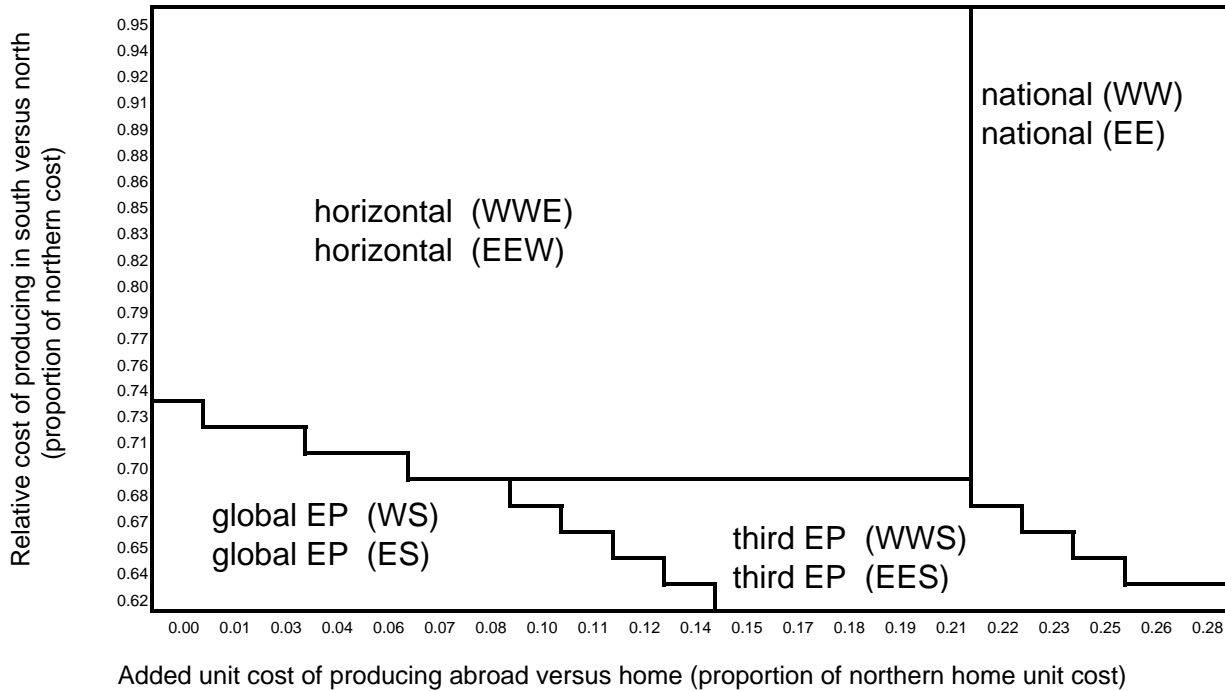 Relative cost of producing in south versus north
(proportion of northern cost)
0.95
0.94
0.92
0.91
0.89
0.88
0.86
0.85
0.83
0.82
0.80
0.79
0.77
0.76
0.74
0.73
0.71
0.70
0.68
0.67
0.65
0.64
0.62
national (WW)
national (EE)
horizontal (WWE)
horizontal (EEW)
global EP (WS)
global EP (ES)
third EP (WWS)
third EP (EES)
0.00 0.01 0.03 0.04 0.06 0.07 0.08 0.10 0.11 0.12 0.14 0.15 0.17 0.18 0.19 0.21 0.22 0.23 0.25 0.26 0.28
Added unit cost of producing abroad versus home (proportion of northern home unit cost)